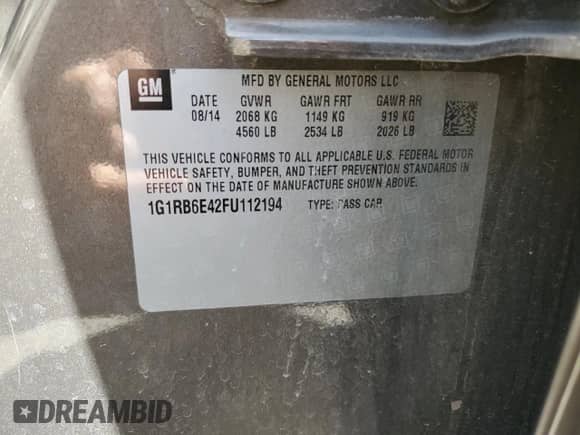 GM
MFD BY GENERAL MOTORS LLC
DATE GVWR GAWR FRT GAWR RR
08/14 2068 KG 1149 KG 919 KG
4560 LB 2534 LB 2026 LB
THIS VEHICLE CONFORMS TO ALL APPLICABLE U.S. FEDERAL MOTOR
VEHICLE SAFETY, BUMPER, AND THEFT PREVENTION STANDARDS IN
EFFECT ON THE DATE OF MANUFACTURE SHOWN ABOVE.
1G1RB6E42FU112194 TYPE: PASS CAR
DREAMBID